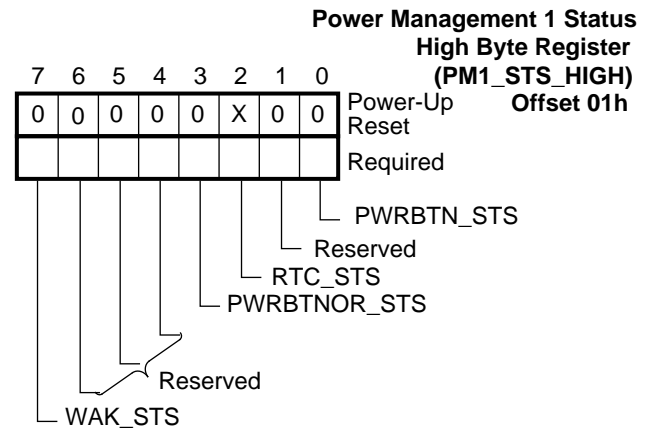 Power Management 1 Status
High Byte Register
(PM1_STS_HIGH)
Offset 01h
7 6 5 4 3 2 1 0
0 0 0 0 0 X 0 0 Power-Up
Reset
Required
PWRBTN_STS
Reserved
RTC_STS
PWRBTNOR_STS
Reserved
WAK_STS